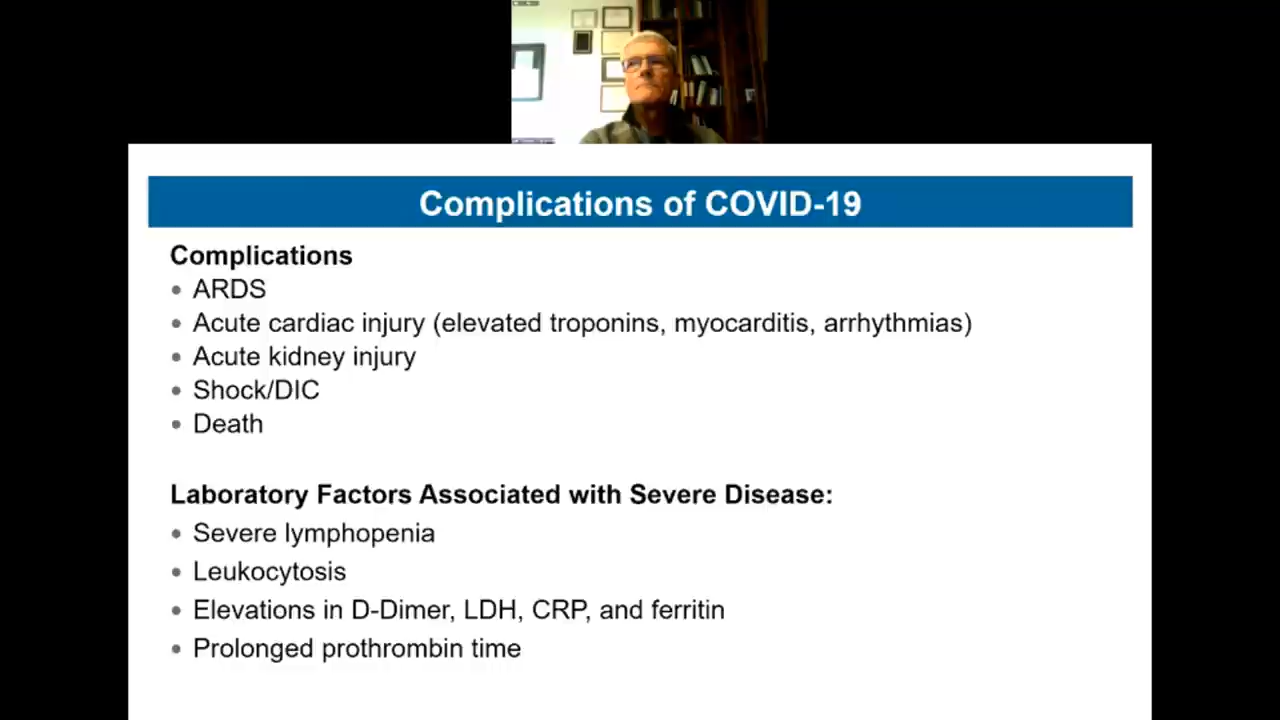 Complications of COVID-19
Complications
• ARDS
• Acute cardiac injury (elevated troponins, myocarditis, arrhythmias)
• Acute kidney injury
• Shock/DIC
• Death
Laboratory Factors Associated with Severe Disease:
• Severe lymphopenia
• Leukocytosis
• Elevations in D-Dimer, LDH, CRP, and ferritin
• Prolonged prothrombin time